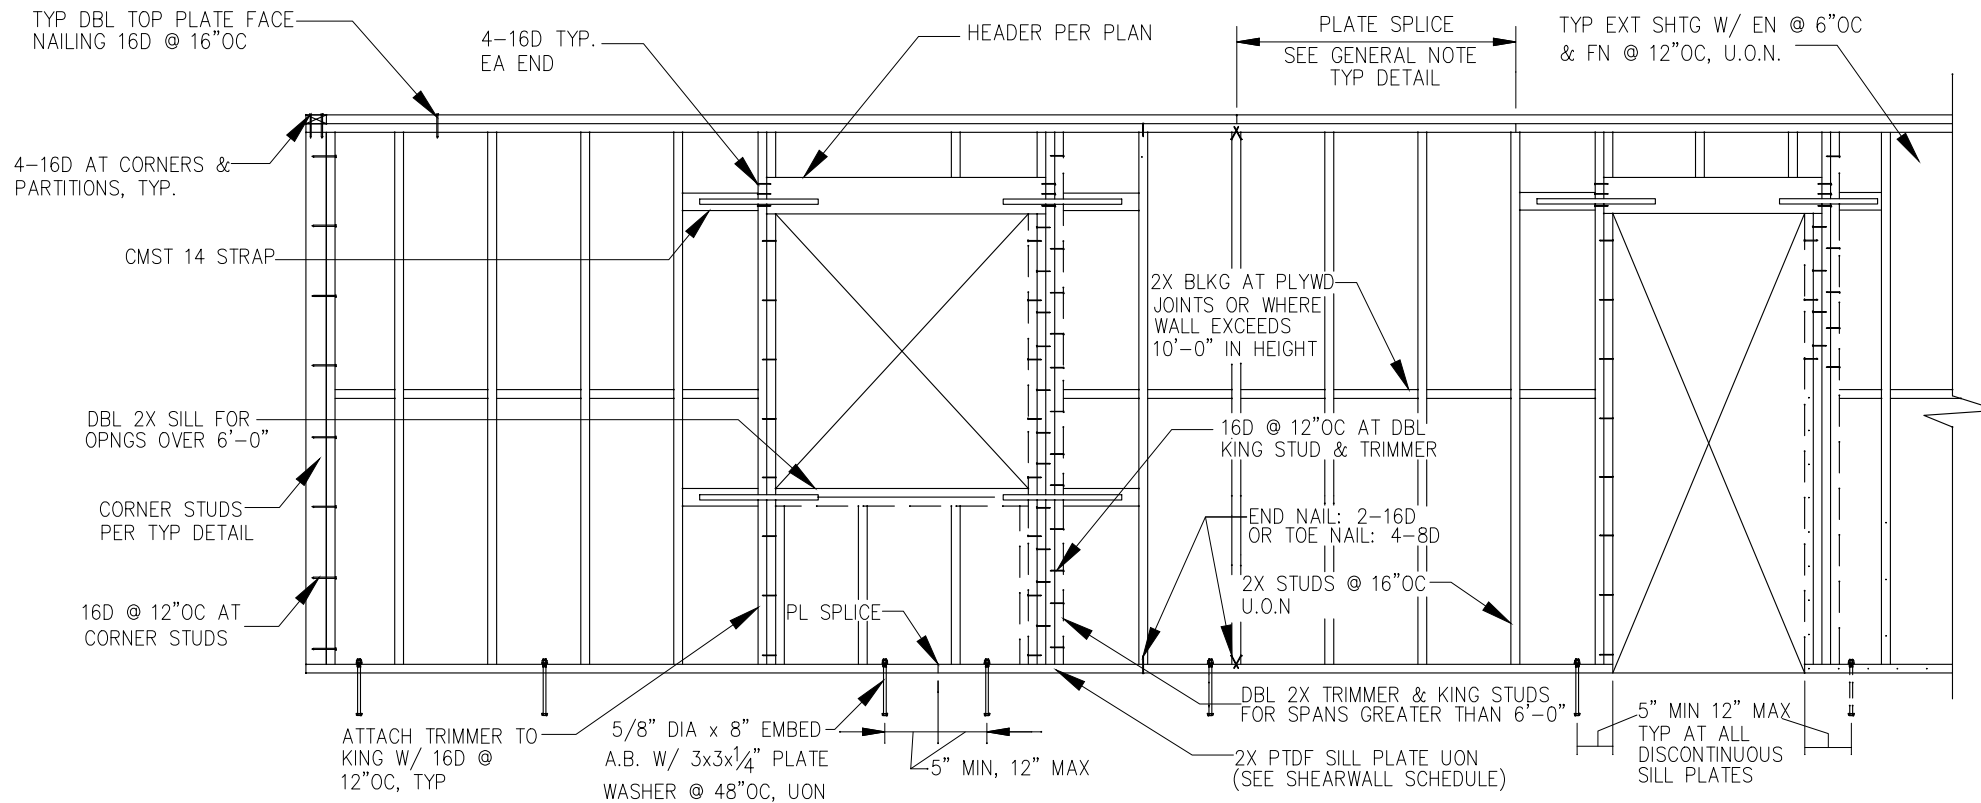 TYP DBL TOP PLATE FACE
NAILING 16D @ 16"OC
4-16D TYP.
EA END
HEADER PER PLAN
PLATE SPLICE
SEE GENERAL NOTE
TYP DETAIL
TYP EXT SHTG W/ EN @ 6"OC
& FN @ 12"OC, U.O.N.
4-16D AT CORNERS &
PARTITIONS, TYP.
CMST 14 STRAP
2X BLKG AT PLYWD
JOINTS OR WHERE
WALL EXCEEDS
10'-0" IN HEIGHT
DBL 2X SILL FOR
OPNGS OVER 6'-0"
16D @ 12"OC AT DBL
KING STUD & TRIMMER
CORNER STUDS
PER TYP DETAIL
END NAIL: 2-16D
OR TOE NAIL: 4-8D
2X STUDS @ 16"OC
U.O.N
16D @ 12"OC AT
CORNER STUDS
PL SPLICE
DBL 2X TRIMMER & KING STUDS
FOR SPANS GREATER THAN 6'-0"
ATTACH TRIMMER TO
KING W/ 16D @
12"OC, TYP
5/8" DIA x 8" EMBED
A.B. W/ 3x3x1/4" PLATE
WASHER @ 48"OC, UON
5" MIN, 12" MAX
2X PTDF SILL PLATE UON
(SEE SHEARWALL SCHEDULE)
5" MIN 12" MAX
TYP AT ALL
DISCONTINUOUS
SILL PLATES